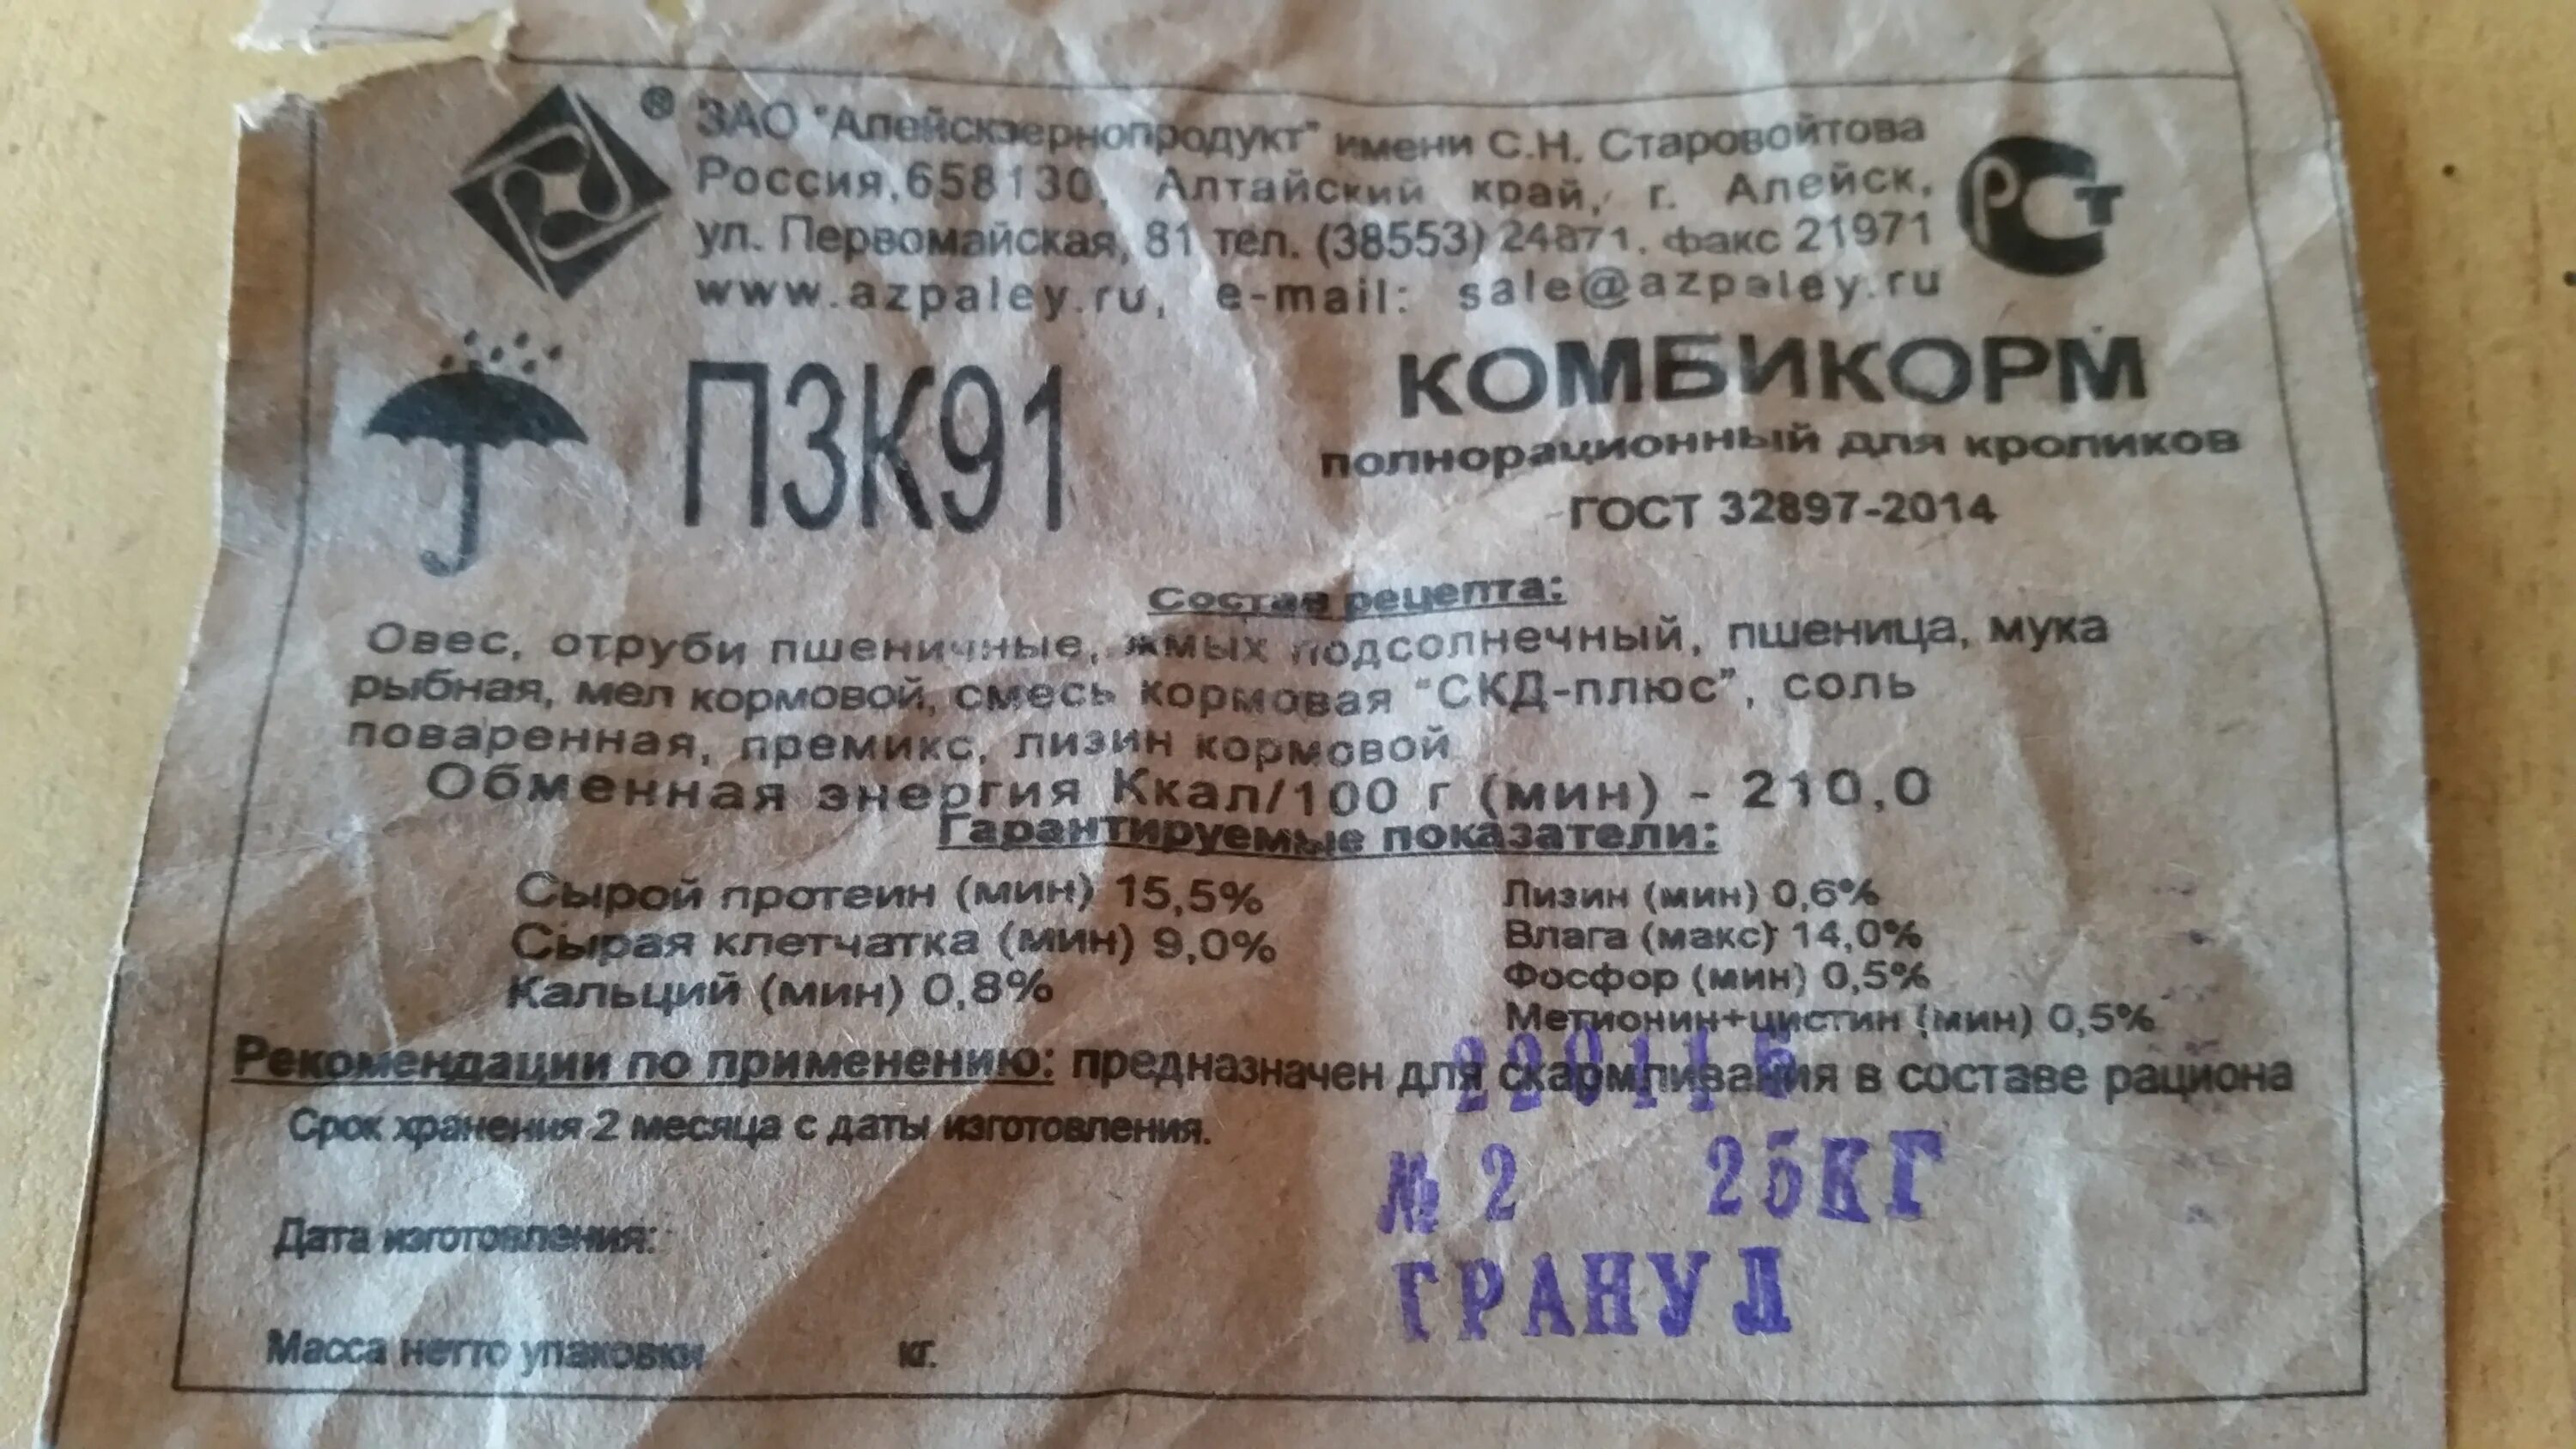 ® ЗАО "Алейскзернопродукт" имени С.Н. Старовойтова
Россия,658130, Алтайский край, г. Алейск,
ул. Первомайская, 81 тел. (38553) 24871. факс 21971
www.azpaley.ru, e-mail: sale@azpaley.ru
РСТ
ПЗК91
КОМБИКОРМ
полнорационный для кроликов
ГОСТ 32897-2014
Состав рецепта:
Овес, отруби пшеничные, жмых подсолнечный, пшеница, мука
рыбная, мел кормовой, смесь кормовая "СКД-плюс", соль
поваренная, премикс, лизин кормовой
Обменная энергия Ккал/100 г (мин) - 210,0
Гарантируемые показатели:
Сырой протеин (мин) 15,5%
Сырая клетчатка (мин) 9,0%
Кальций (мин) 0,8%
Лизин (мин) 0,6%
Влага (макс) 14,0%
Фосфор (мин) 0,5%
Метионин+цистин (мин) 0,5%
Рекомендации по применению: предназначен для скармливания в составе рациона
Срок хранения 2 месяца с даты изготовления.
№ 2 25КГ
ГРАНУЛ
Дата изготовления:
Масса нетто упаковки кг.